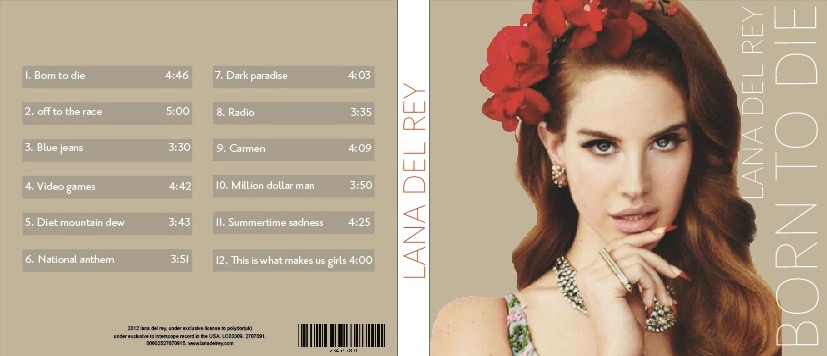 1. Born to die 4:46
2. off to the race 5:00
3. Blue jeans 3:30
4. Video games 4:42
5. Diet mountain dew 3:43
6. National anthem 3:51
7. Dark paradise 4:03
8. Radio 3:35
9. Carmen 4:09
10. Million dollar man 3:50
11. Summertime sadness 4:25
12. This is what makes us girls 4:00
2012 lana del rey, under exclusive license to polydor(uk)
under exclusive to interscope record in the USA. LC00309. 2787091.
00602527870915. www.lanadelrey.com
LANA DEL REY
LANA DEL REY
BORN TO DIE